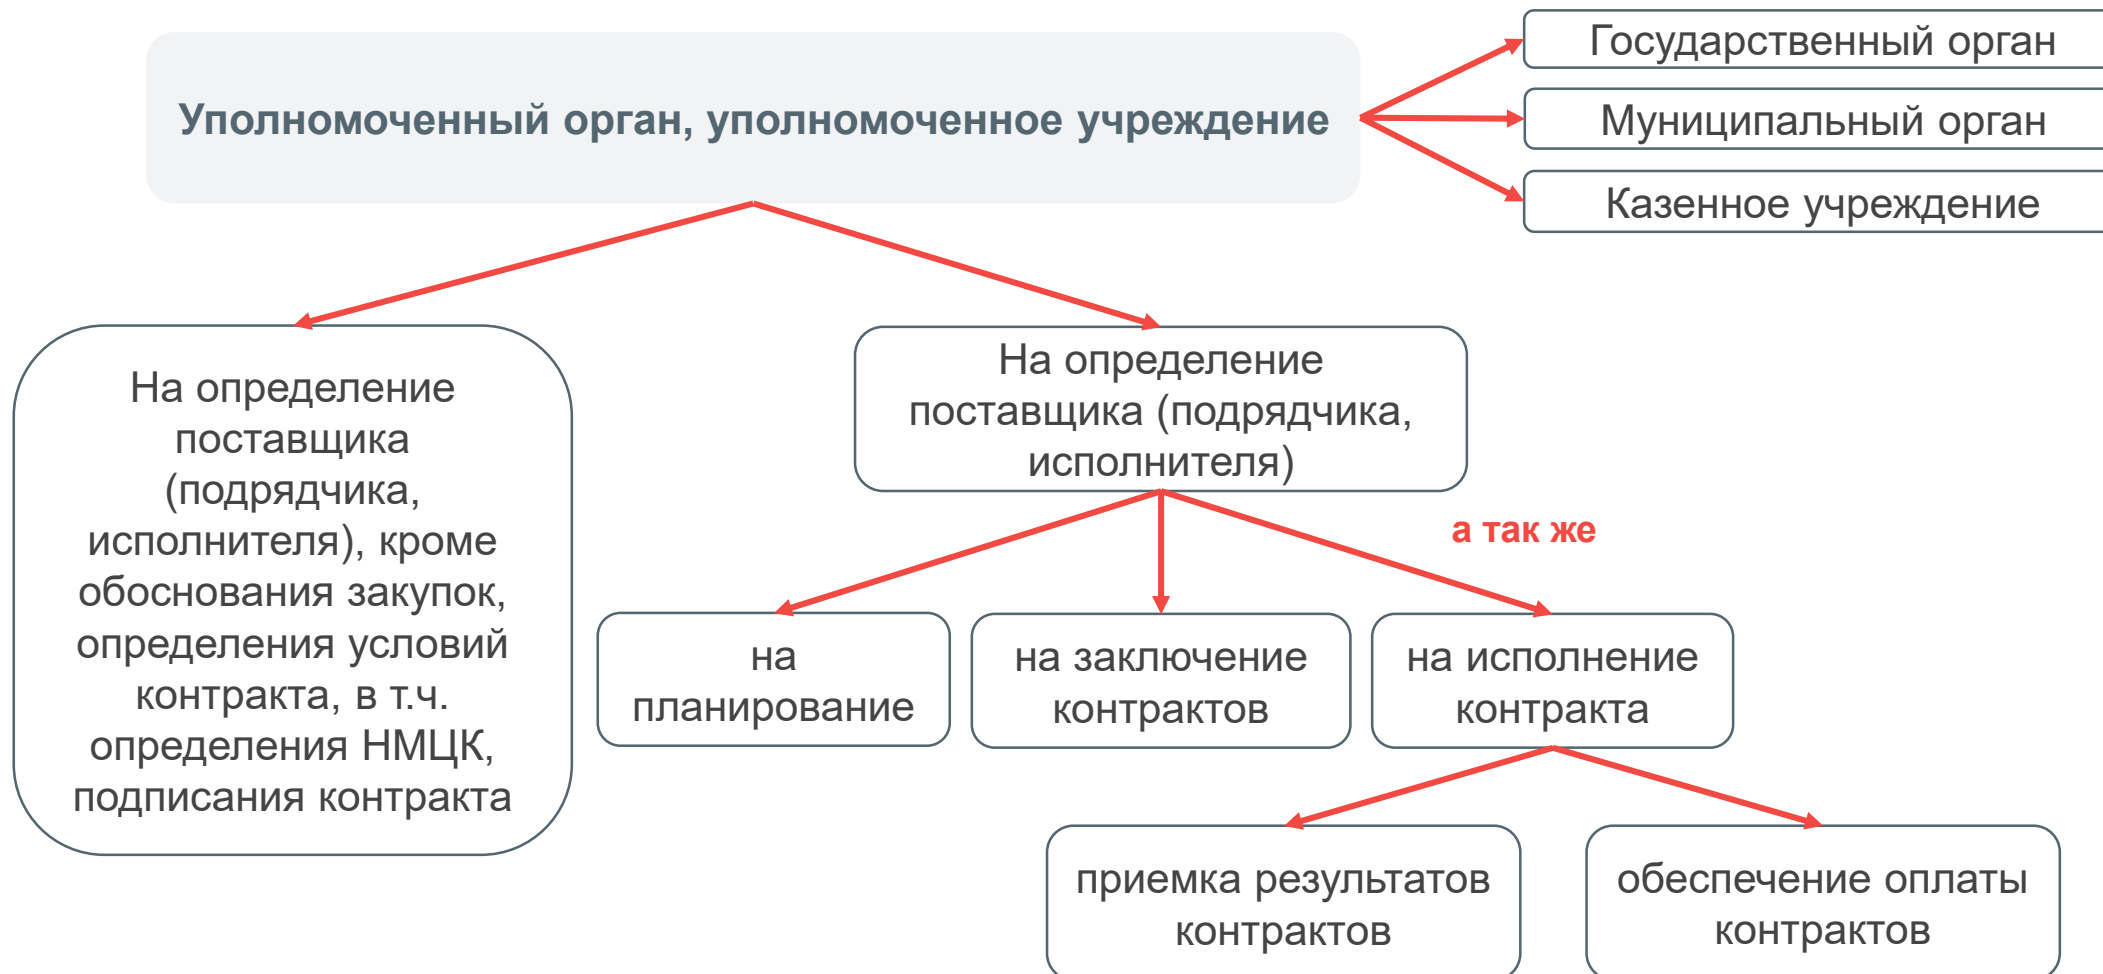 Уполномоченный орган, уполномоченное учреждение
Государственный орган
Муниципальный орган
Казенное учреждение
На определение
поставщика
(подрядчика,
исполнителя), кроме
обоснования закупок,
определения условий
контракта, в т.ч.
определения НМЦК,
подписания контракта
На определение
поставщика (подрядчика,
исполнителя)
а так же
на
планирование
на заключение
контрактов
на исполнение
контракта
приемка результатов
контрактов
обеспечение оплаты
контрактов